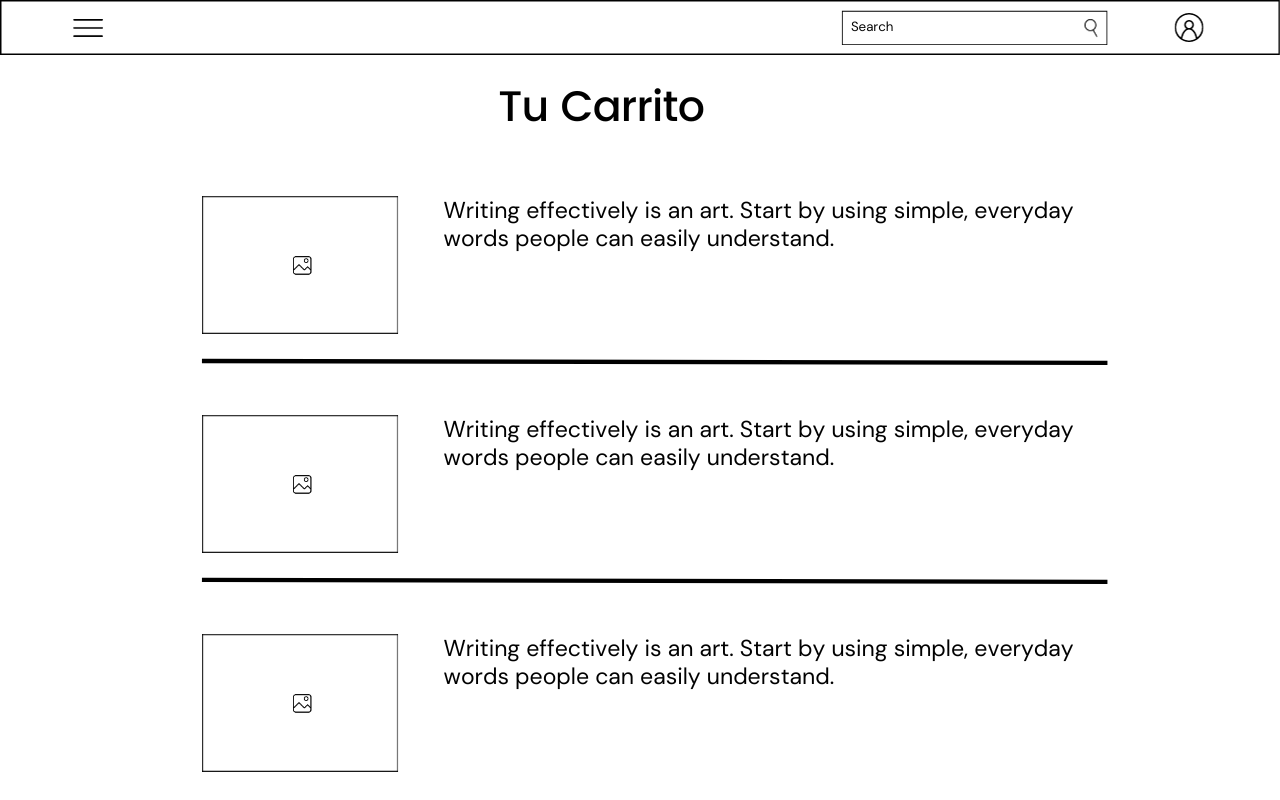 Search
Tu Carrito
Writing effectively is an art. Start by using simple, everyday
words people can easily understand.
Writing effectively is an art. Start by using simple, everyday
words people can easily understand.
Writing effectively is an art. Start by using simple, everyday
words people can easily understand.